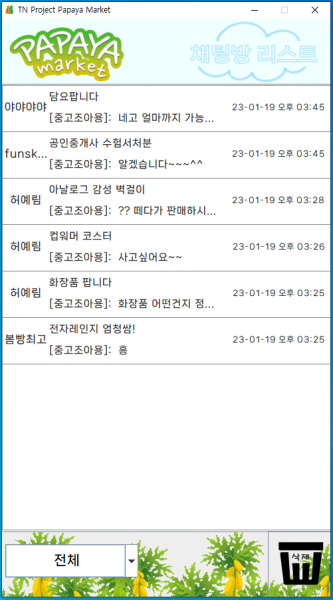 TN Project Papaya Market
PAPAYA
market
채팅방 리스트
야야야야
담요팝니다
[중고조아용]: 네고 얼마까지 가능...
23-01-19 오후 03:45
funsk...
공인중개사 수험서처분
[중고조아용]: 알겠습니다~~~^^
23-01-19 오후 03:45
허예림
아날로그 감성 벽걸이
[중고조아용]: ?? 떼다가 판매하시...
23-01-19 오후 03:28
허예림
컵워머 코스터
[중고조아용]: 사고싶어요~~
23-01-19 오후 03:26
허예림
화장품 팝니다
[중고조아용]: 화장품 어떤건지 정...
23-01-19 오후 03:25
봄빵최고
전자레인지 엄청쌈!
[중고조아용]: 흠
23-01-19 오후 03:25
전체
삭제